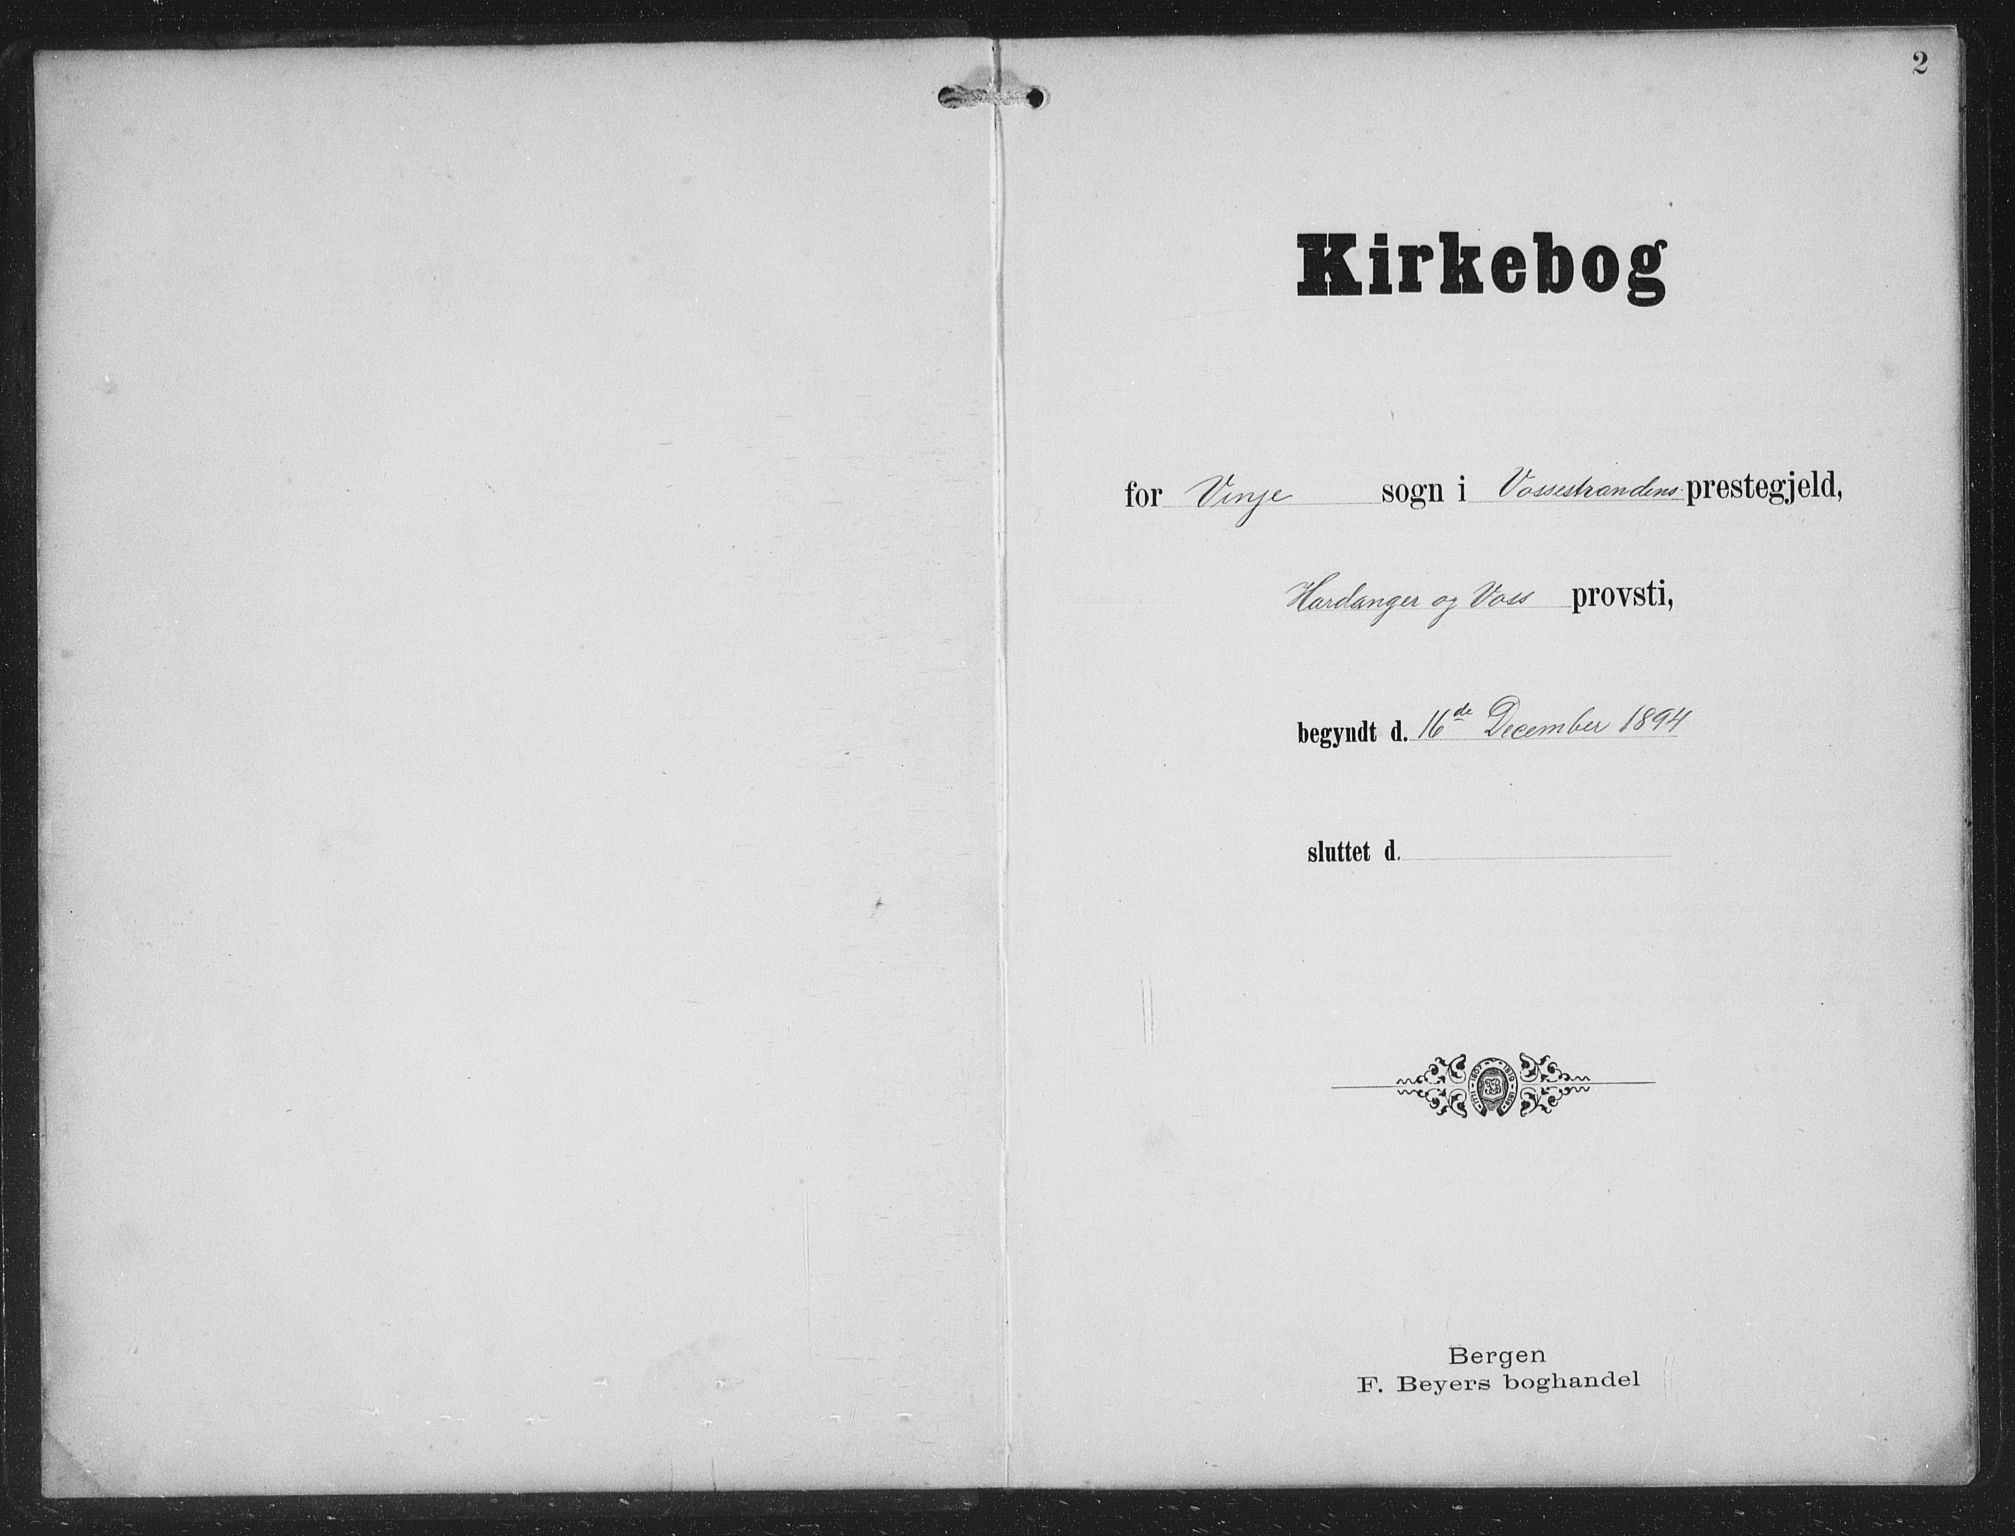 2
Kirkebog
for Vinje sogn i Vossestrandens prestegjeld,
Hardanger og Voss provsti,
begyndt d. 16de December 1894
sluttet d.
Bergen
F. Beyers boghandel